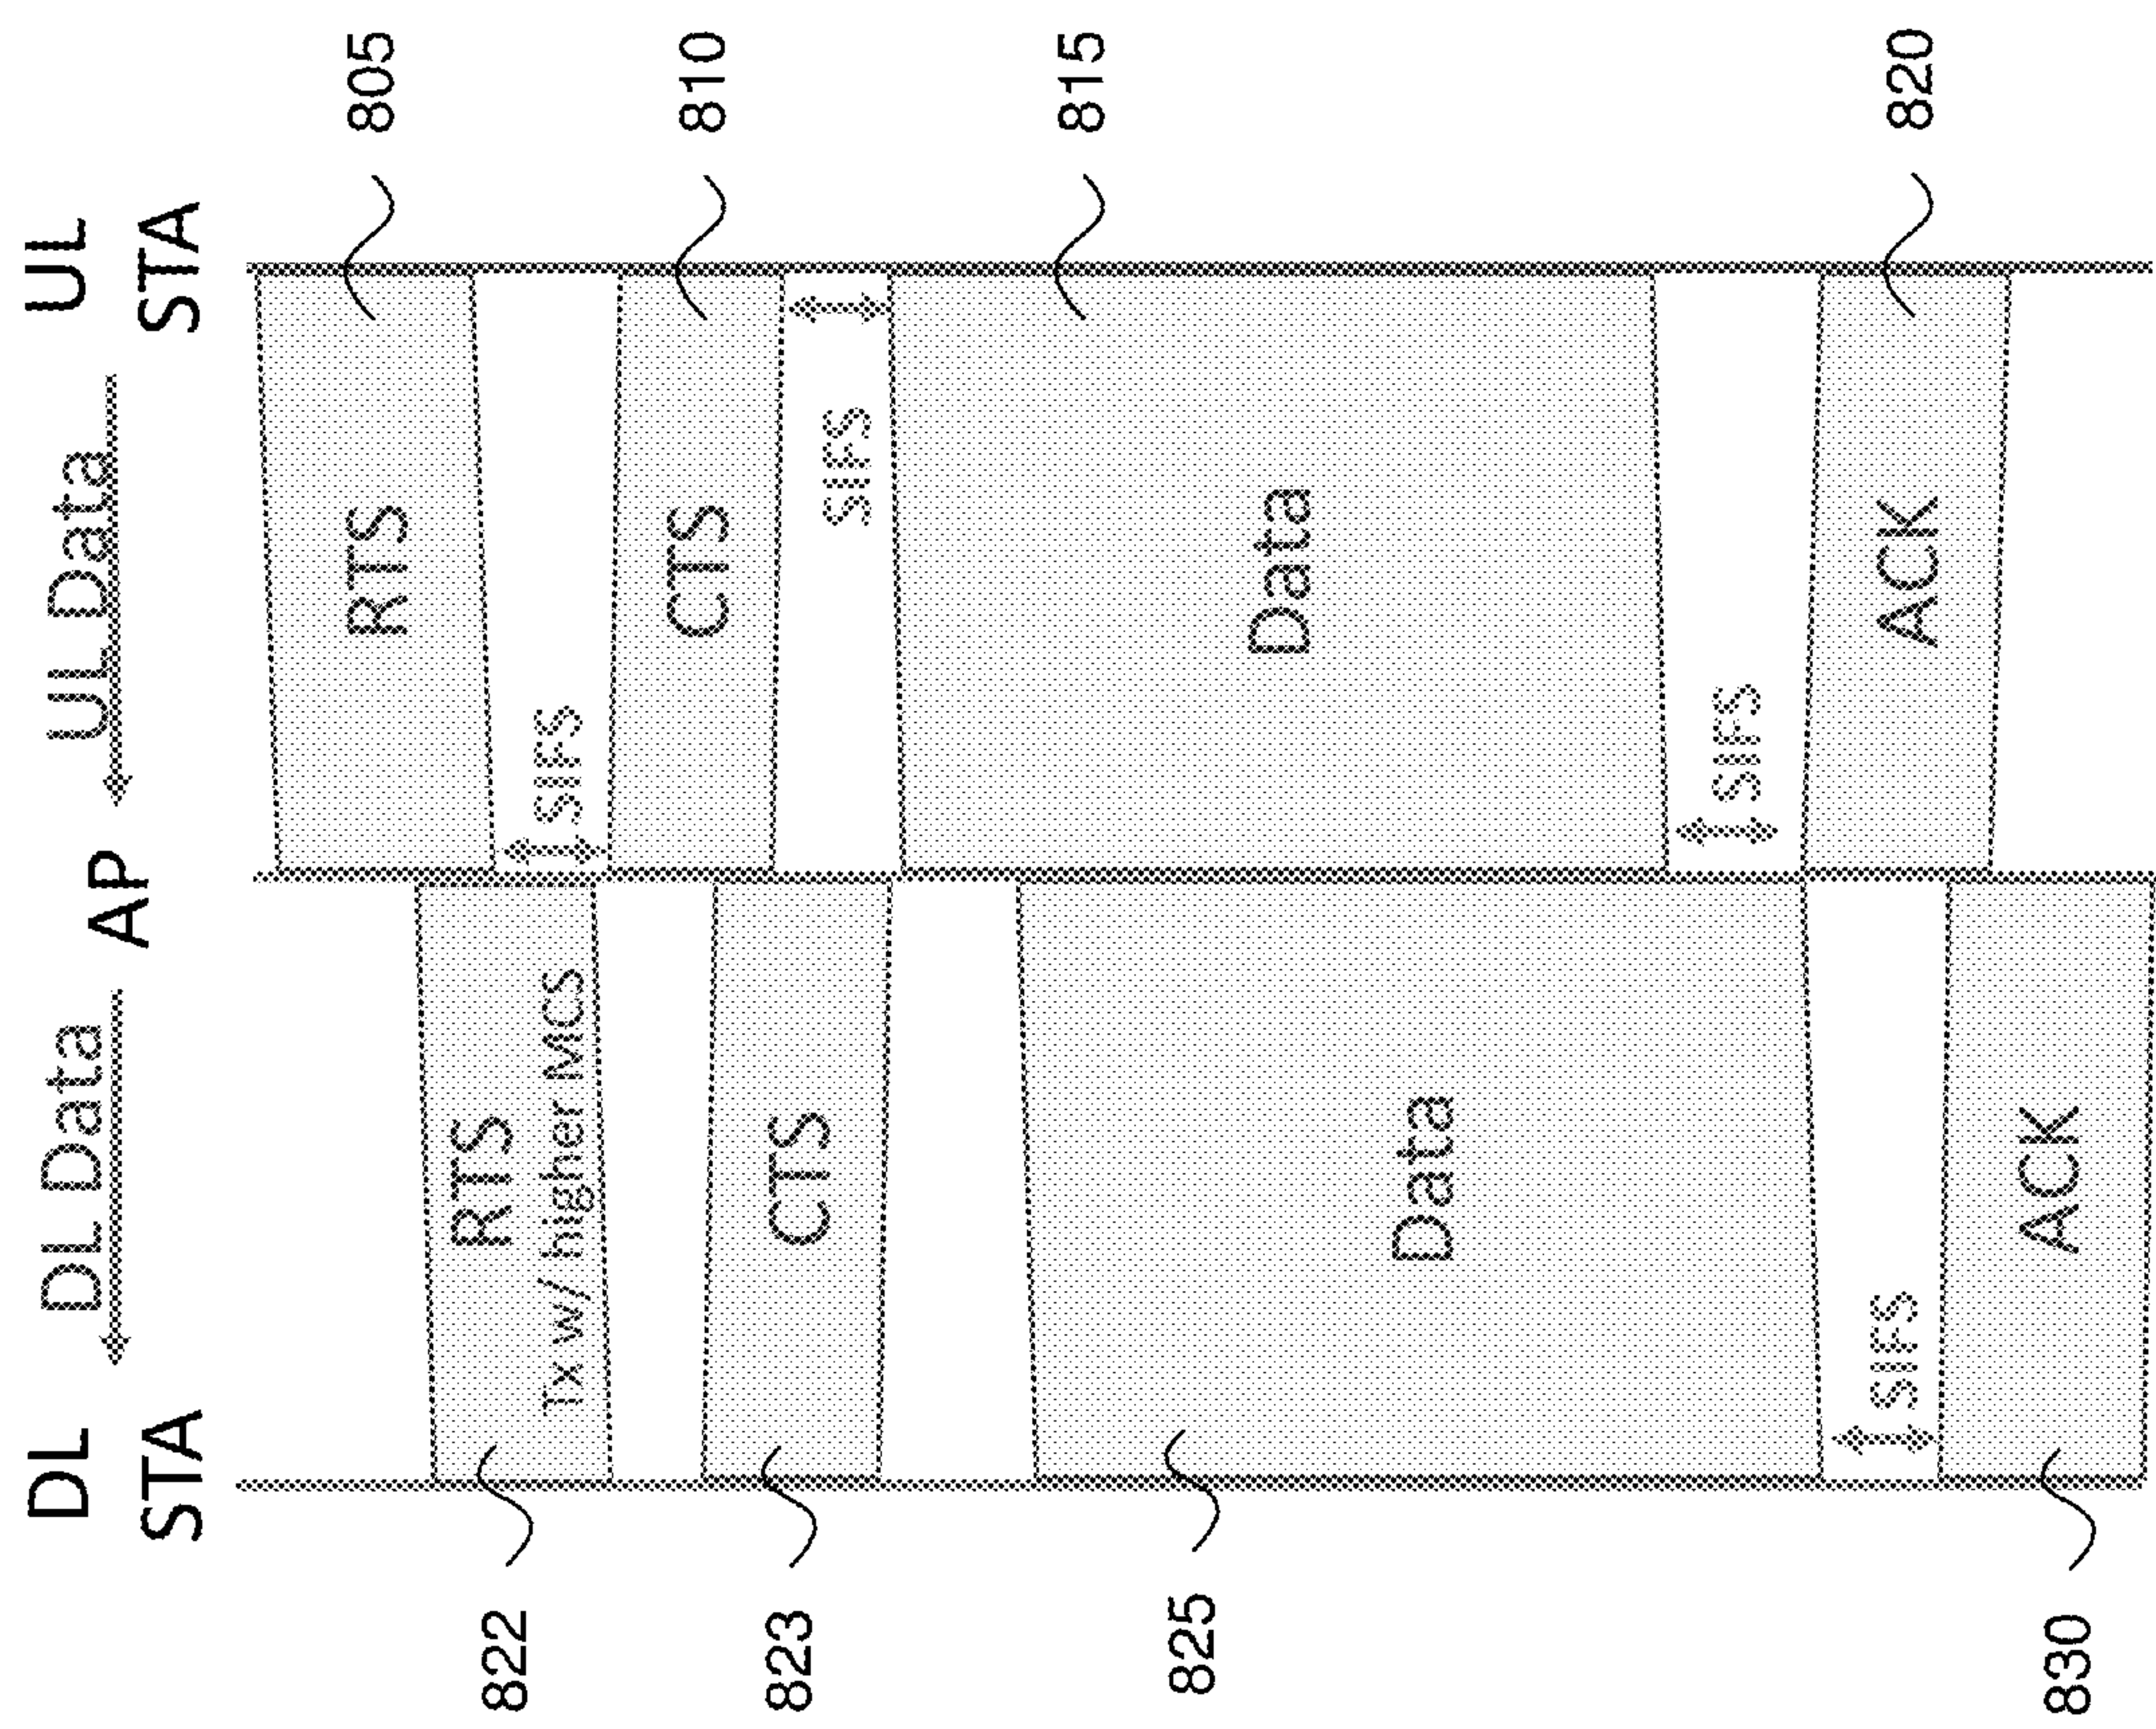 DL
STA
DL Data
AP
UL Data
UL
STA
RTS
805
822
RTS
Tx w/ higher MCS
SIFS
CTS
810
823
CTS
SIFS
Data
815
825
Data
SIFS
ACK
820
SIFS
830
ACK